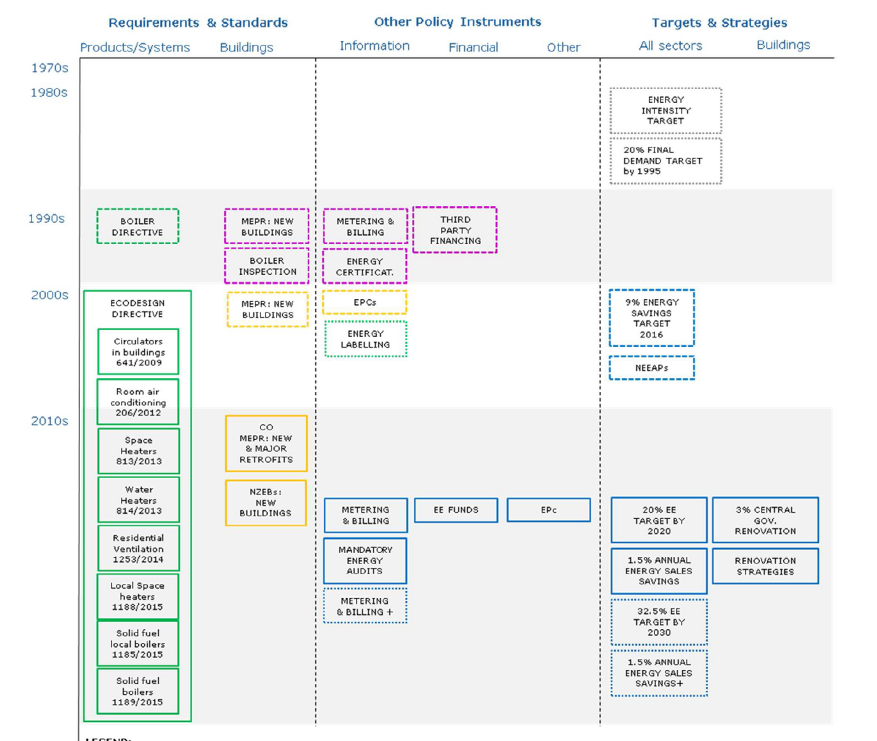 Requirements & Standards
Other Policy Instruments
Targets & Strategies
Products/Systems
Buildings
Information
Financial
Other
All sectors
Buildings
1970s
1980s
ENERGY
INTENSITY
TARGET
20% FINAL
DEMAND TARGET
by 1995
1990s
BOILER
DIRECTIVE
MEPR: NEW
BUILDINGS
METERING &
BILLING
THIRD
PARTY
FINANCING
BOILER
INSPECTION
ENERGY
CERTIFICAT.
2000s
ECODESIGN
DIRECTIVE
MEPR: NEW
BUILDINGS
EPCs
9% ENERGY
SAVINGS
TARGET
2016
ENERGY
LABELLING
Circulators
in buildings
641/2009
NEEAPs
Room air
conditioning
206/2012
2010s
CO
MEPR: NEW
& MAJOR
RETROFITS
Space
Heaters
813/2013
Water
Heaters
814/2013
NZEBs:
NEW
BUILDINGS
METERING
& BILLING
EE FUNDS
EPc
20% EE
TARGET BY
2020
3% CENTRAL
GOV.
RENOVATION
Residential
Ventilation
1253/2014
MANDATORY
ENERGY
AUDITS
1.5% ANNUAL
ENERGY SALES
SAVINGS
RENOVATION
STRATEGIES
Local Space
heaters
1188/2015
METERING
& BILLING +
32.5% EE
TARGET BY
2030
Solid fuel
local boilers
1185/2015
1.5% ANNUAL
ENERGY SALES
SAVINGS+
Solid fuel
boilers
1189/2015
LEGEND: